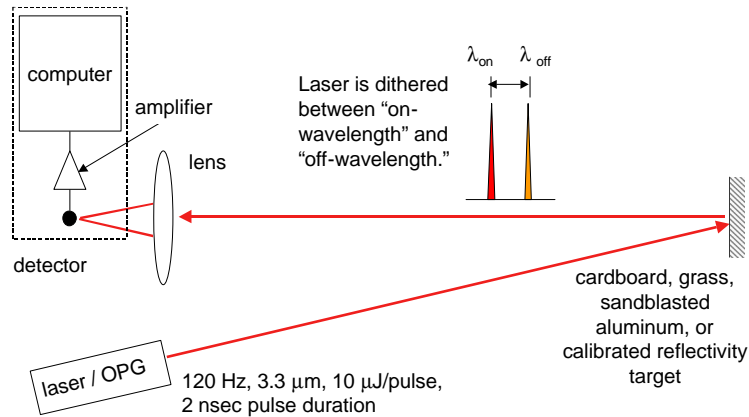 computer
amplifier
lens
detector
Laser is dithered
between “on-
wavelength” and
“off-wavelength.”
λon
λ off
cardboard, grass,
sandblasted
aluminum, or
calibrated reflectivity
target
laser / OPG
120 Hz, 3.3 μm, 10 μJ/pulse,
2 nsec pulse duration